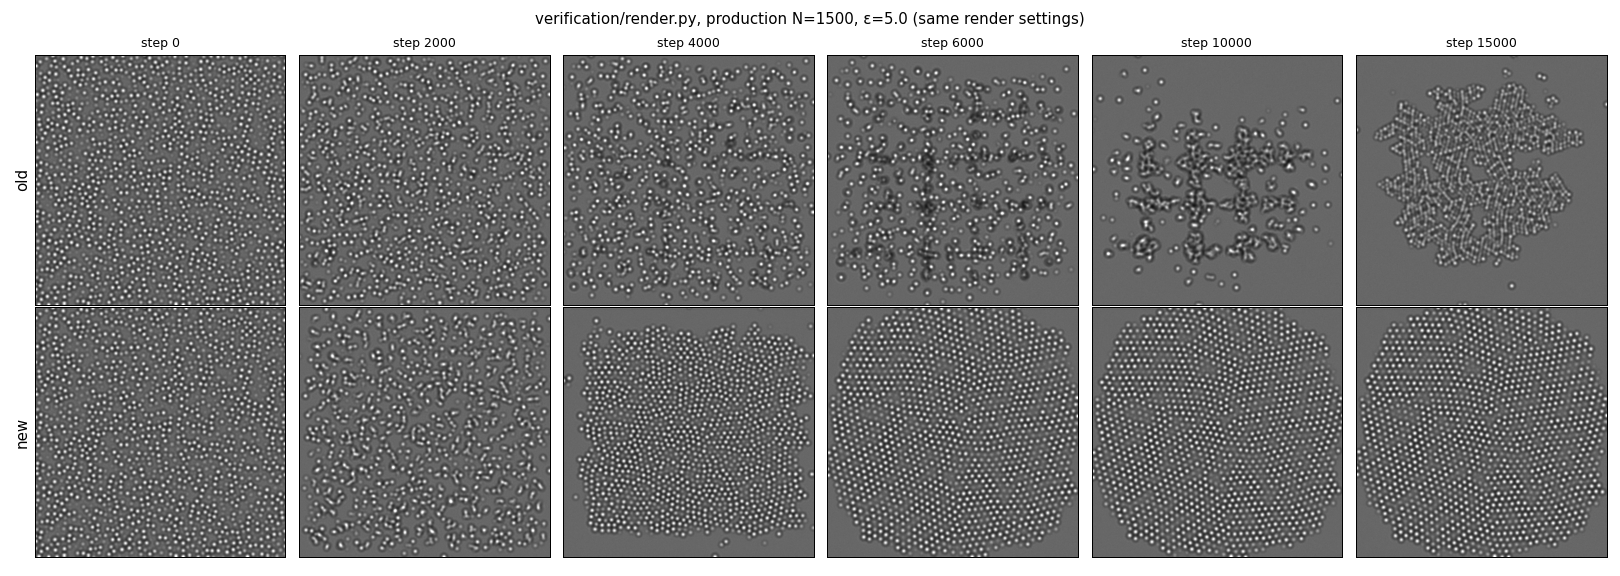 verification/render.py, production N=1500, ε=5.0 (same render settings)
step 0 step 2000 step 4000 step 6000 step 10000 step 15000
old
new